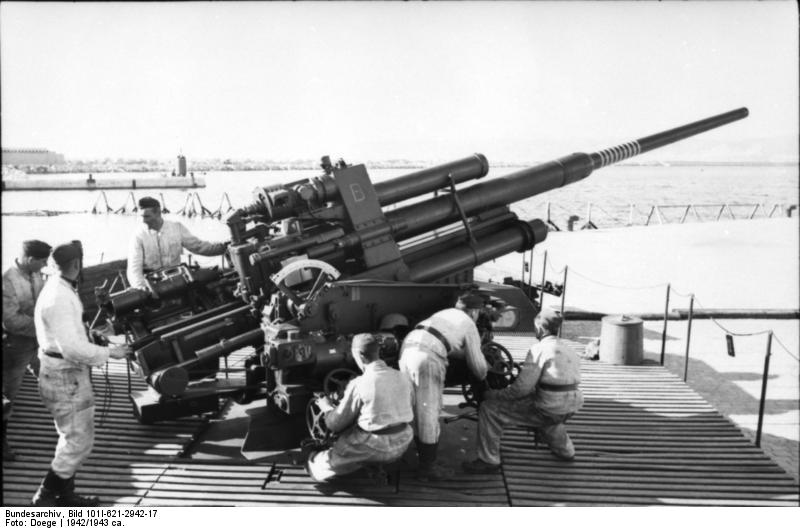 B
Bundesarchiv, Bild 101I-621-2942-17
Foto: Doege | 1942/1943 ca.